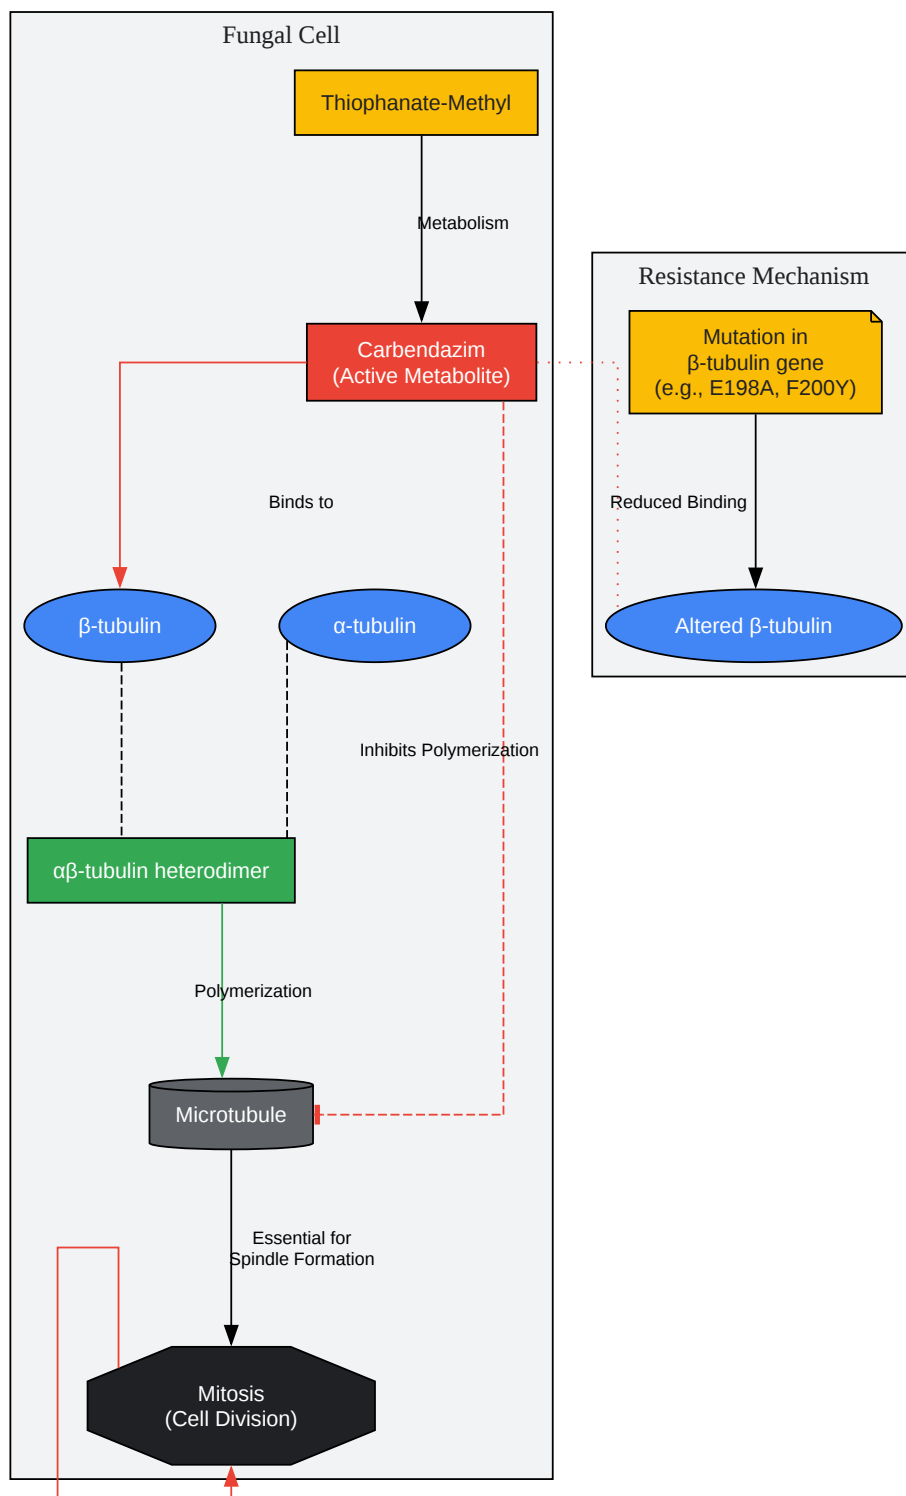 Fungal Cell
Thiophanate-Methyl
Metabolism
Carbendazim
(Active Metabolite)
Binds to
β-tubulin
α-tubulin
Inhibits Polymerization
αβ-tubulin heterodimer
Polymerization
Microtubule
Essential for
Spindle Formation
Mitosis
(Cell Division)
Resistance Mechanism
Mutation in
β-tubulin gene
(e.g., E198A, F200Y)
Reduced Binding
Altered β-tubulin